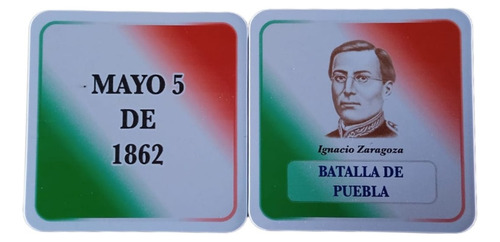 MAYO 5
DE
1862
Ignacio Zaragoza
BATALLA DE
PUEBLA